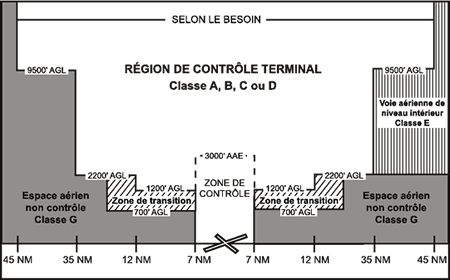 SELON LE BESOIN
9500' AGL
RÉGION DE CONTRÔLE TERMINAL
Classe A, B, C ou D
9500' AGL
Voie aérienne de
niveau intérieur
Classe E
3000' AAE
2200' AGL
1200' AGL
ZONE DE
CONTRÔLE
1200' AGL
2200' AGL
Espace aérien
non contrôle
Classe G
Zone de transition
700' AGL
Zone de transition
700' AGL
Espace aérien
non contrôle
Classe G
45 NM
35 NM
12 NM
7 NM
7 NM
12 NM
35 NM
45 NM